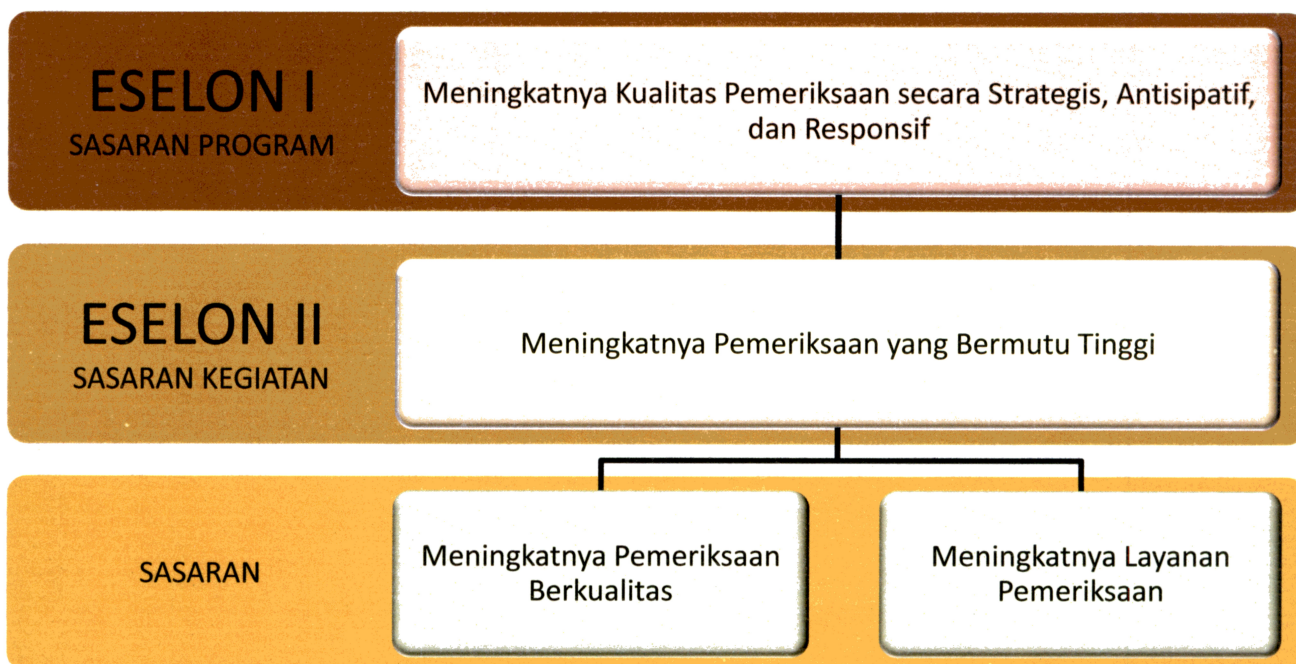 ESELON I
SASARAN PROGRAM
Meningkatnya Kualitas Pemeriksaan secara Strategis, Antisipatif,
dan Responsif
ESELON II
SASARAN KEGIATAN
Meningkatnya Pemeriksaan yang Bermutu Tinggi
SASARAN
Meningkatnya Pemeriksaan
Berkualitas
Meningkatnya Layanan
Pemeriksaan